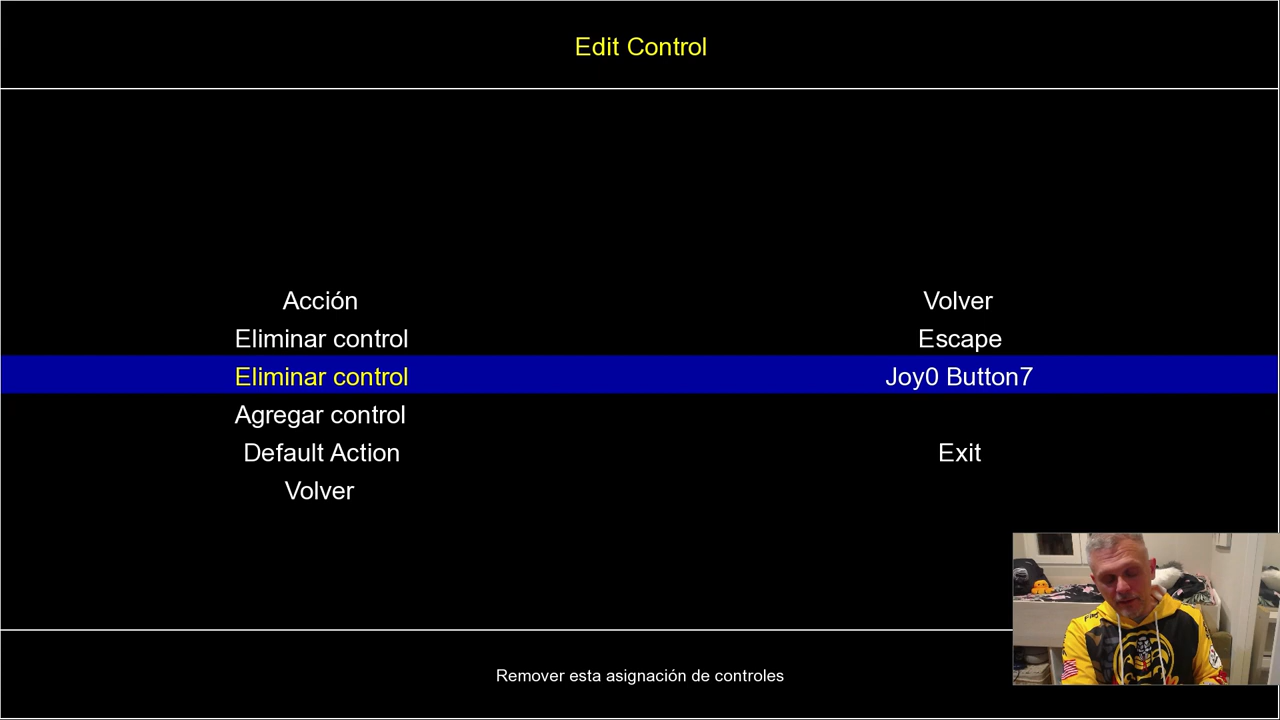 Edit Control
Acción Volver
Eliminar control Escape
Eliminar control Joy0 Button7
Agregar control
Default Action Exit
Volver
Remover esta asignación de controles